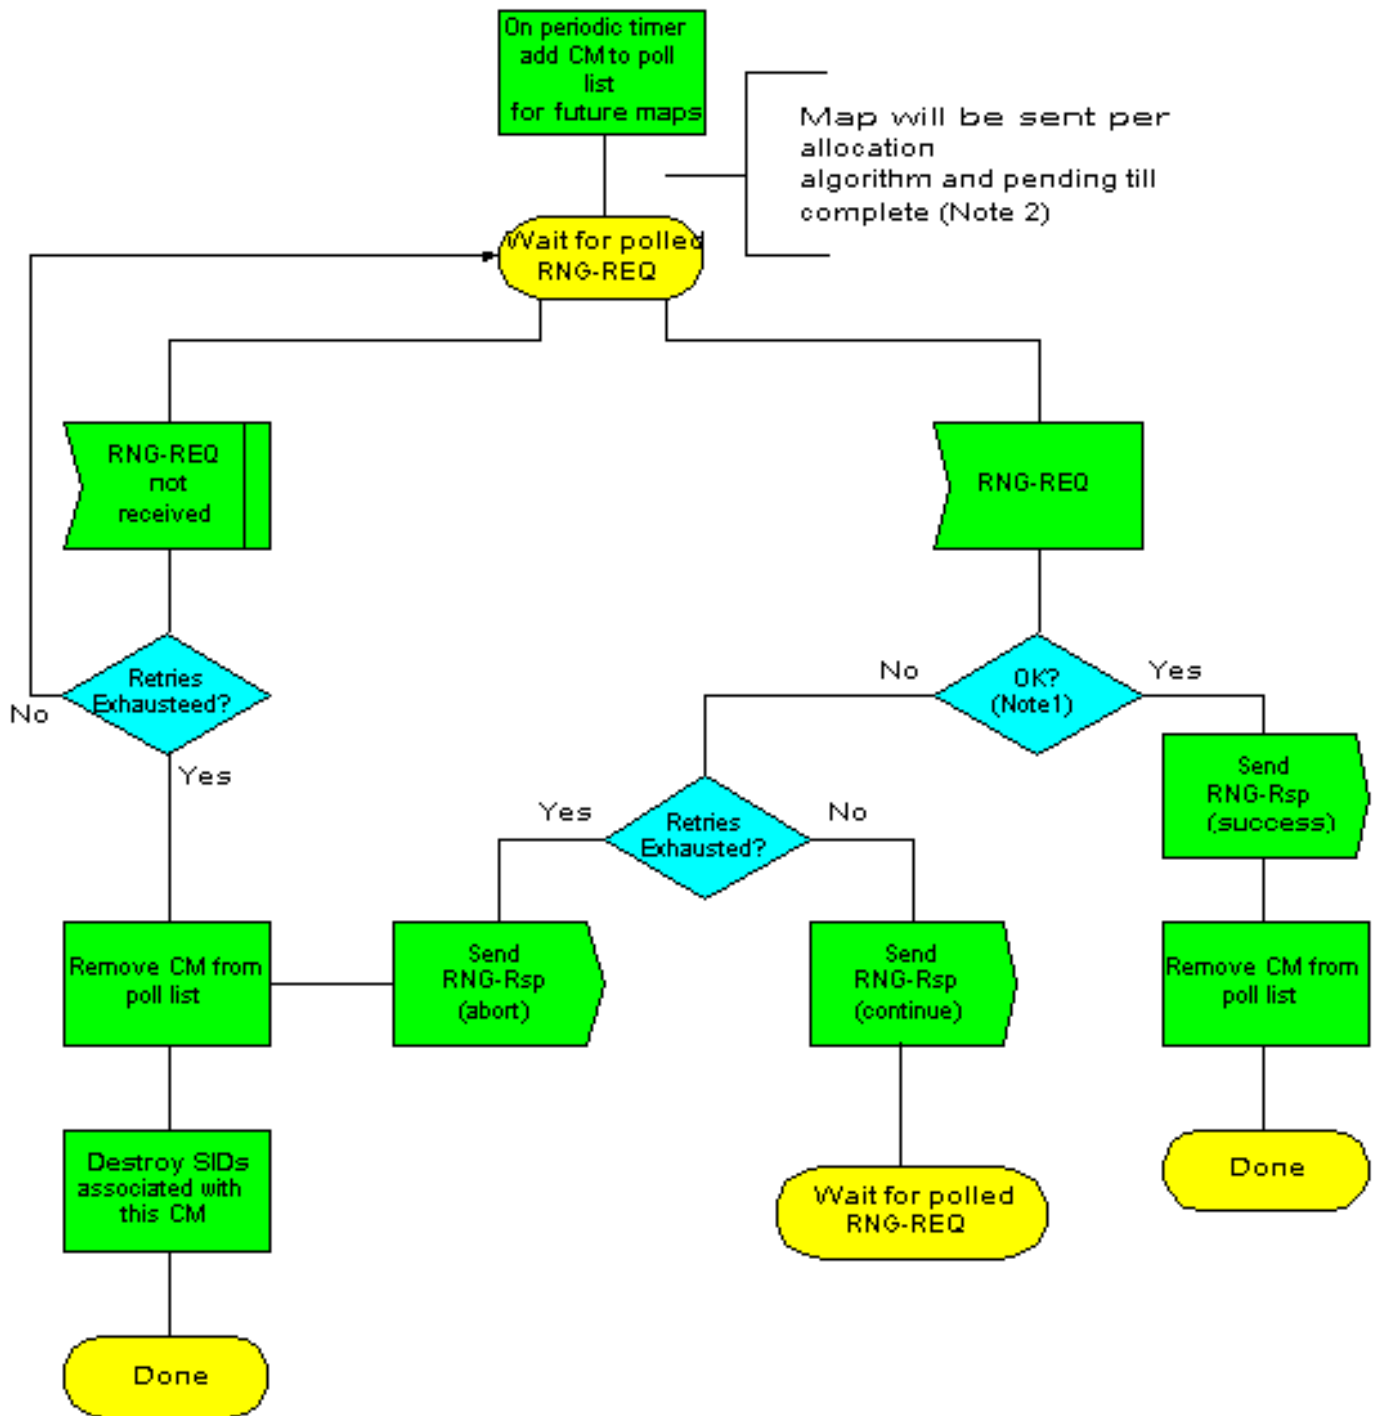 On periodic timer
add CM to poll
list
for future maps
Map will be sent per
allocation
algorithm and pending till
complete (Note 2)
Wait for polled
RNG-REQ
RNG-REQ
not
received
RNG-REQ
Retries
Exhausteed?
No
Yes
OK?
(Note1)
No
Yes
Send
RNG-Rsp
(success)
Retries
Exhausted?
Yes
No
Remove CM from
poll list
Send
RNG-Rsp
(abort)
Send
RNG-Rsp
(continue)
Remove CM from
poll list
Destroy SIDs
associated with
this CM
Wait for polled
RNG-REQ
Done
Done